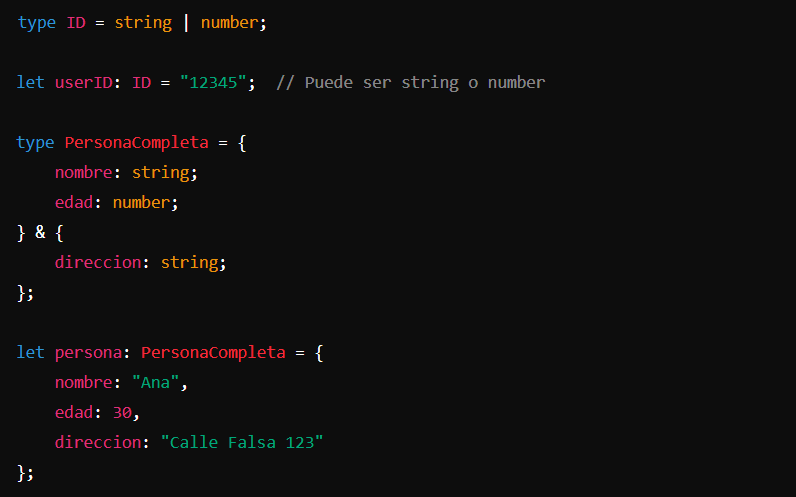 type ID = string | number;
let userID: ID = "12345";  // Puede ser string o number
type PersonaCompleta = {
    nombre: string;
    edad: number;
} & {
    direccion: string;
};
let persona: PersonaCompleta = {
    nombre: "Ana",
    edad: 30,
    direccion: "Calle Falsa 123"
};